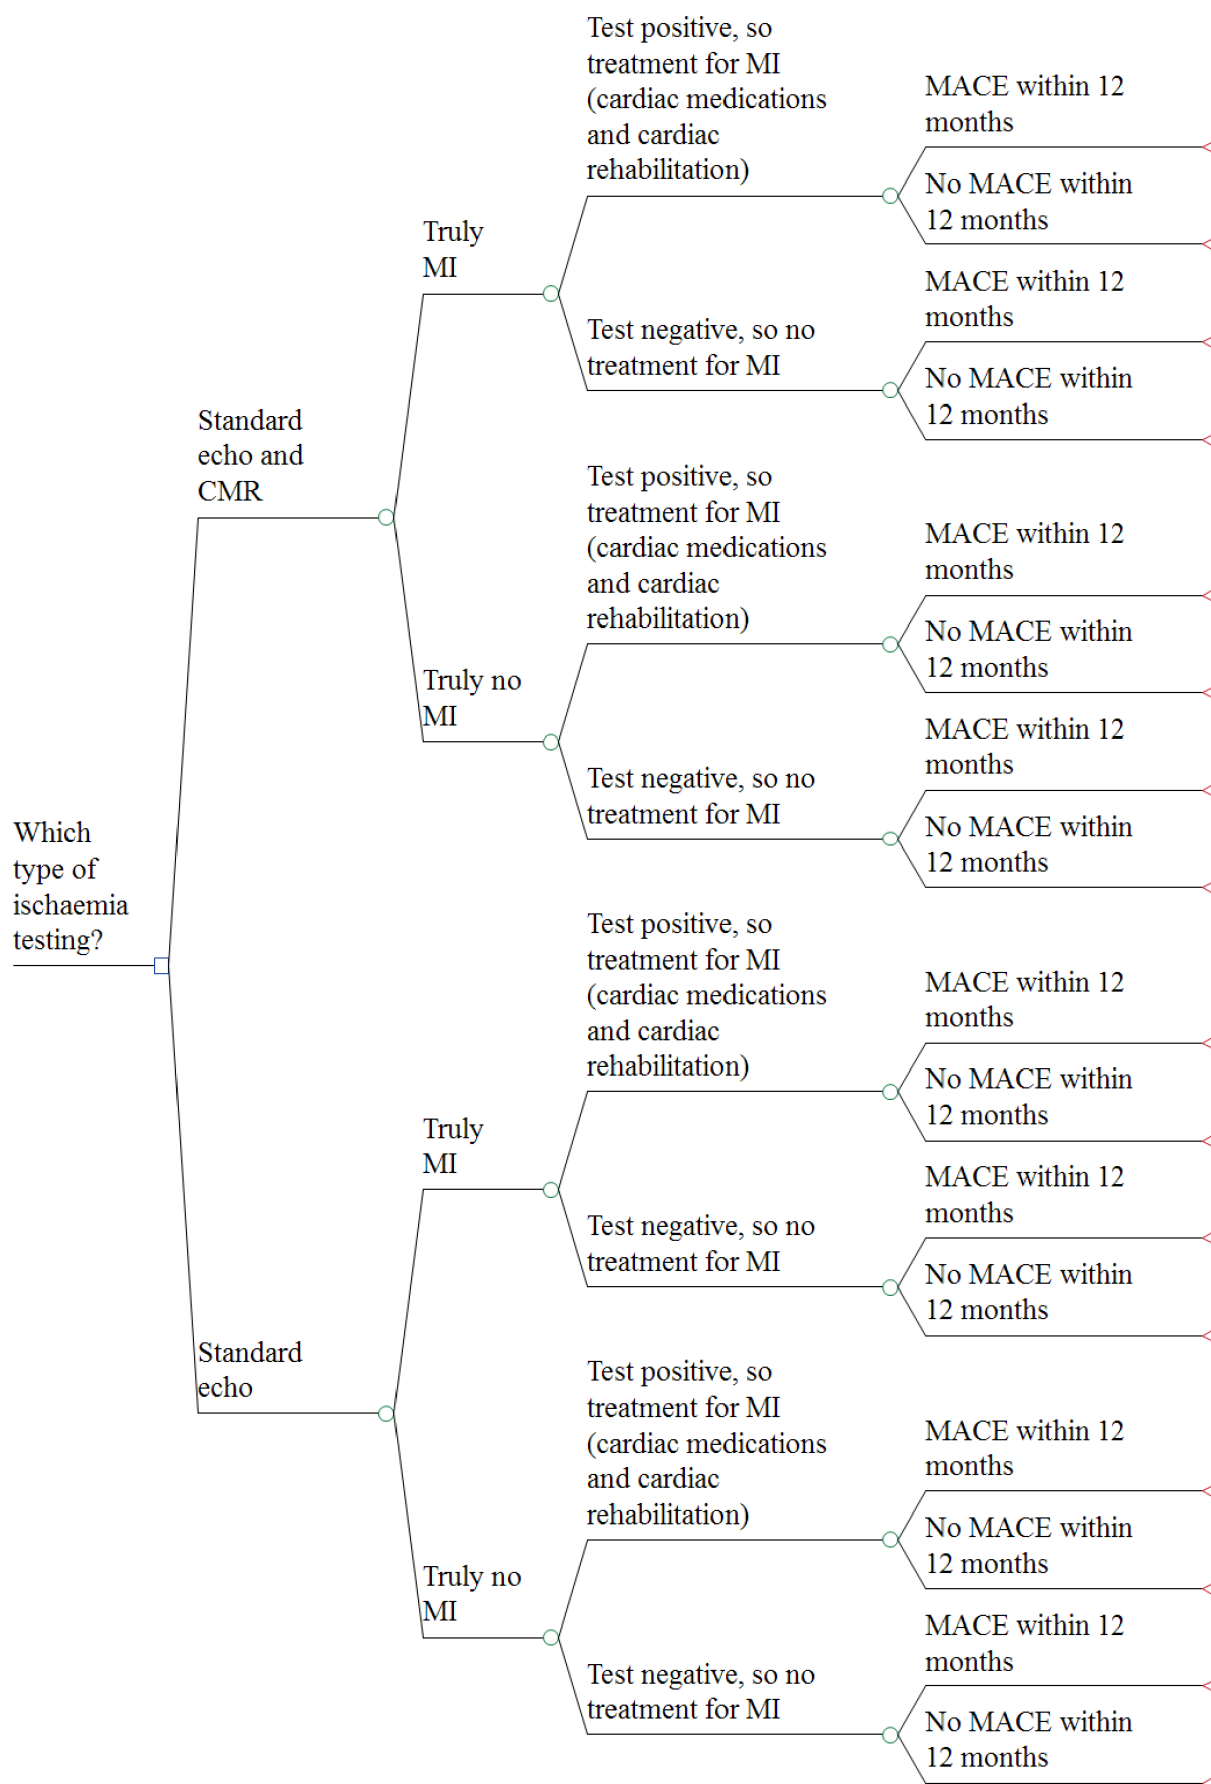 Which
type of
ischaemia
testing?
Standard
echo and
CMR
Truly
MI
Test positive, so
treatment for MI
(cardiac medications
and cardiac
rehabilitation)
MACE within 12
months
No MACE within
12 months
Test negative, so no
treatment for MI
MACE within 12
months
No MACE within
12 months
Truly no
MI
Test positive, so
treatment for MI
(cardiac medications
and cardiac
rehabilitation)
MACE within 12
months
No MACE within
12 months
Test negative, so no
treatment for MI
MACE within 12
months
No MACE within
12 months
Standard
echo
Truly
MI
Test positive, so
treatment for MI
(cardiac medications
and cardiac
rehabilitation)
MACE within 12
months
No MACE within
12 months
Test negative, so no
treatment for MI
MACE within 12
months
No MACE within
12 months
Truly no
MI
Test positive, so
treatment for MI
(cardiac medications
and cardiac
rehabilitation)
MACE within 12
months
No MACE within
12 months
Test negative, so no
treatment for MI
MACE within 12
months
No MACE within
12 months